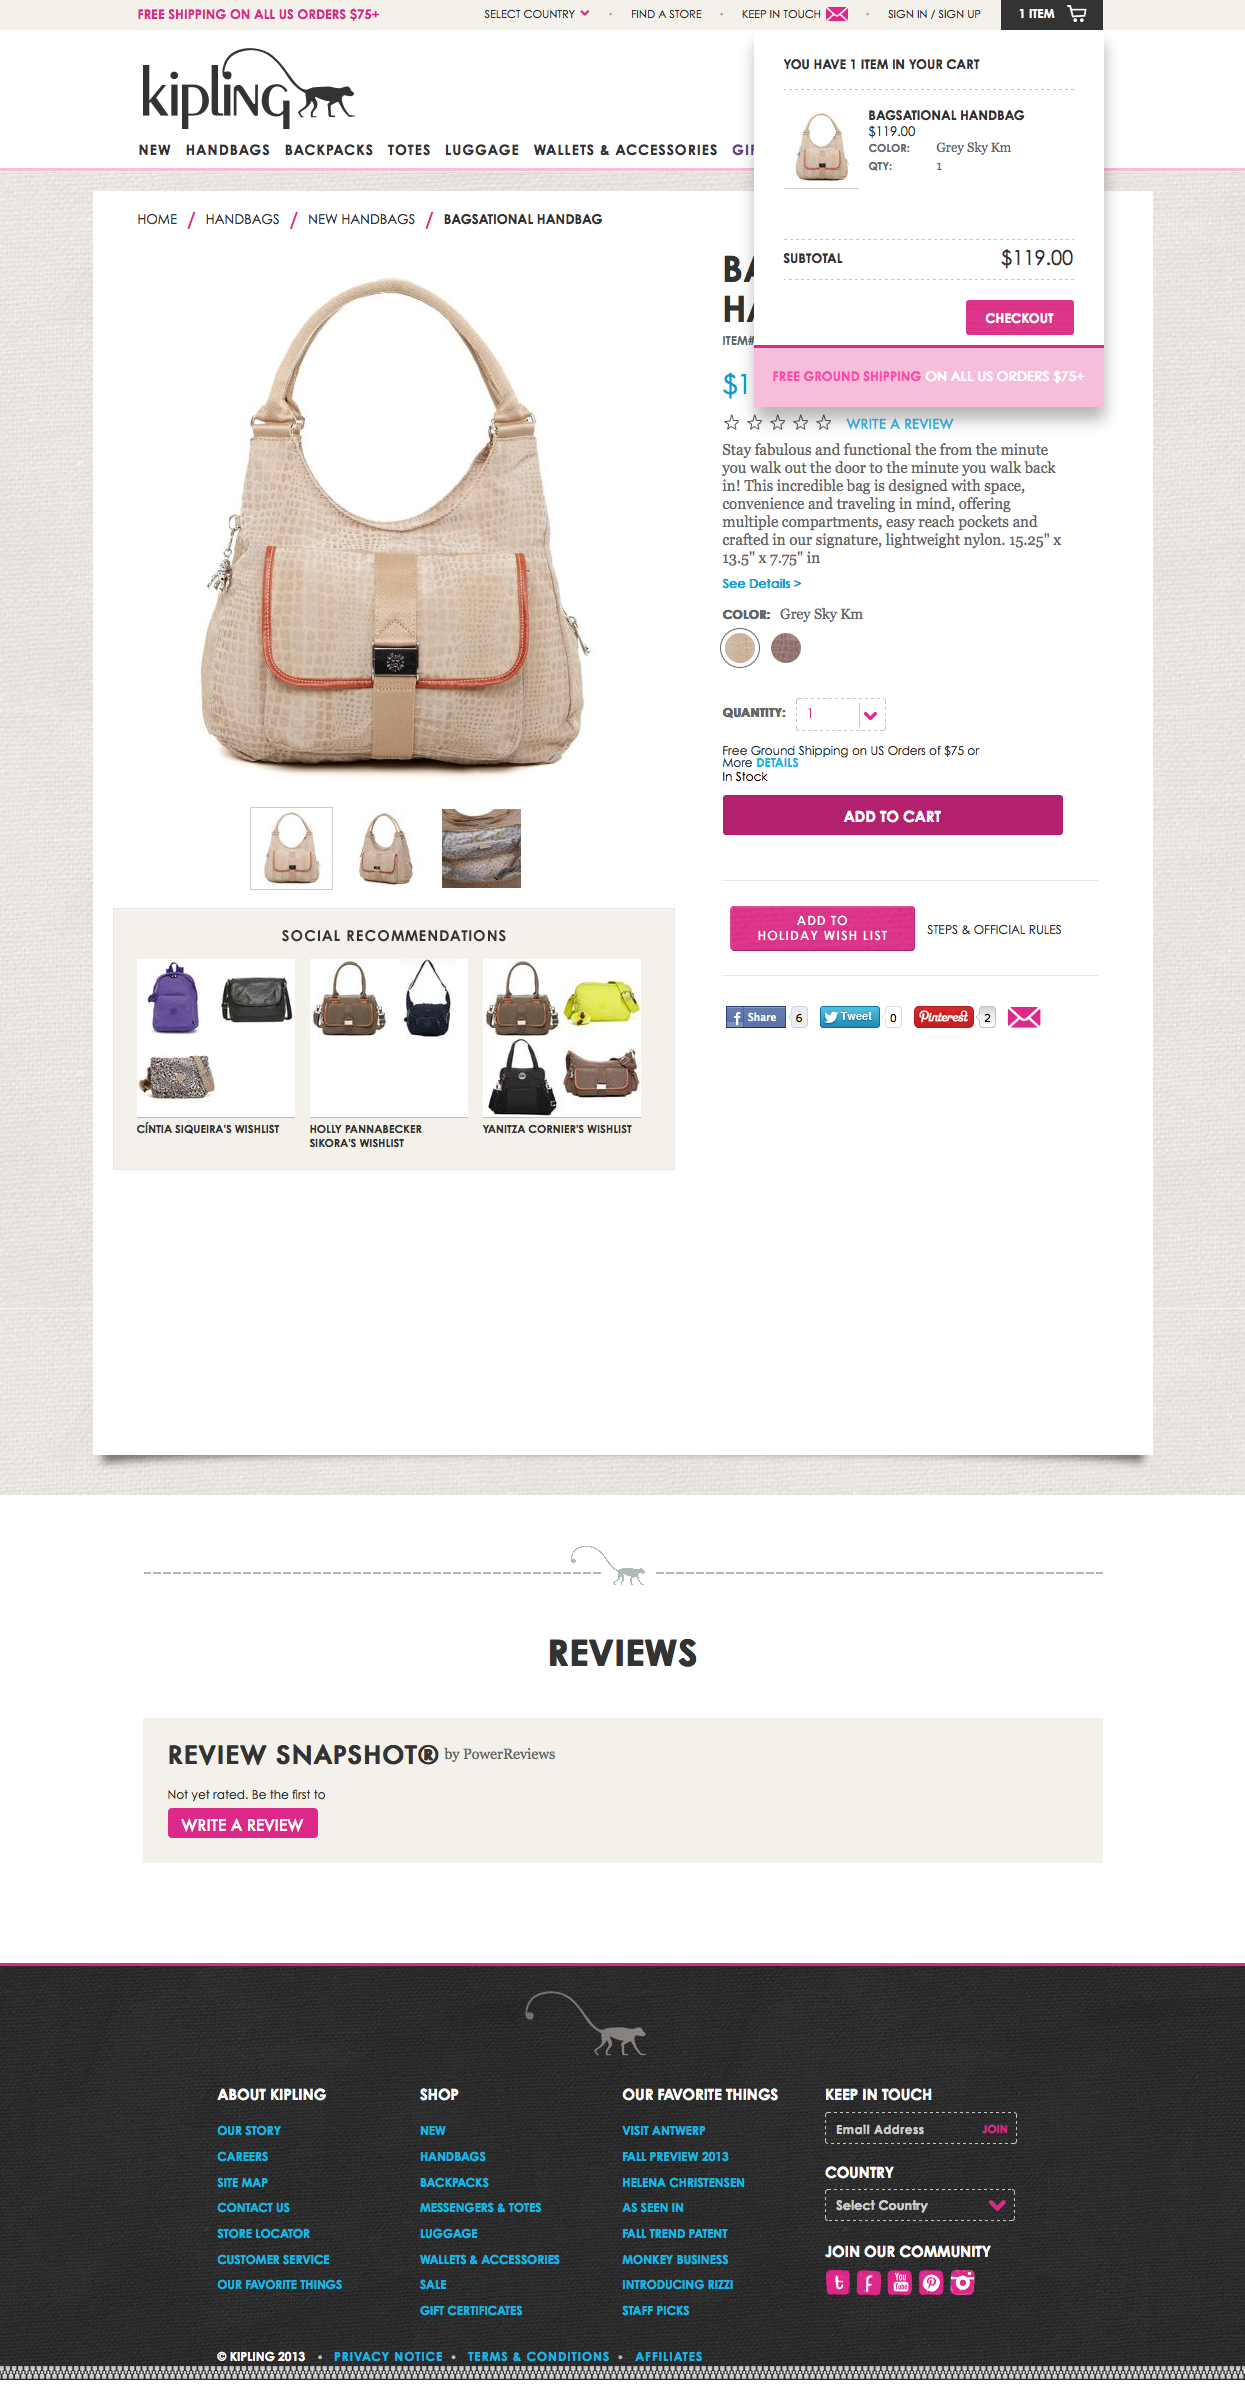 FREE SHIPPING ON ALL US ORDERS $75+
SELECT COUNTRY • FIND A STORE • KEEP IN TOUCH • SIGN IN / SIGN UP
1 ITEM
kipling
NEW HANDBAGS BACKPACKS TOTES LUGGAGE WALLETS & ACCESSORIES
YOU HAVE 1 ITEM IN YOUR CART
BAGSATIONAL HANDBAG
$119.00
COLOR: Grey Sky Km
QTY: 1
SUBTOTAL $119.00
CHECKOUT
FREE GROUND SHIPPING ON ALL US ORDERS $75+
HOME / HANDBAGS / NEW HANDBAGS / BAGSATIONAL HANDBAG
ITEM#
WRITE A REVIEW
Stay fabulous and functional the from the minute
you walk out the door to the minute you walk back
in! This incredible bag is designed with space,
convenience and traveling in mind, offering
multiple compartments, easy reach pockets and
crafted in our signature, lightweight nylon. 15.25" x
13.5" x 7.75" in
See Details >
COLOR: Grey Sky Km
QUANTITY: 1
Free Ground Shipping on US Orders of $75 or
More DETAILS
In Stock
ADD TO CART
ADD TO
HOLIDAY WISH LIST
STEPS & OFFICIAL RULES
Share 6 Tweet 0 Pinterest 2
SOCIAL RECOMMENDATIONS
CÍNTIA SIQUEIRA'S WISHLIST
HOLLY PANNABECKER
SIKORA'S WISHLIST
YANITZA CORNIER'S WISHLIST
REVIEWS
REVIEW SNAPSHOT® by PowerReviews
Not yet rated. Be the first to
WRITE A REVIEW
ABOUT KIPLING
OUR STORY
CAREERS
SITE MAP
CONTACT US
STORE LOCATOR
CUSTOMER SERVICE
OUR FAVORITE THINGS
SHOP
NEW
HANDBAGS
BACKPACKS
MESSENGERS & TOTES
LUGGAGE
WALLETS & ACCESSORIES
SALE
GIFT CERTIFICATES
OUR FAVORITE THINGS
VISIT ANTWERP
FALL PREVIEW 2013
HELENA CHRISTENSEN
AS SEEN IN
FALL TREND PATENT
MONKEY BUSINESS
INTRODUCING RIZZI
STAFF PICKS
KEEP IN TOUCH
Email Address JOIN
COUNTRY
Select Country
JOIN OUR COMMUNITY
You Tube
© KIPLING 2013 • PRIVACY NOTICE • TERMS & CONDITIONS • AFFILIATES